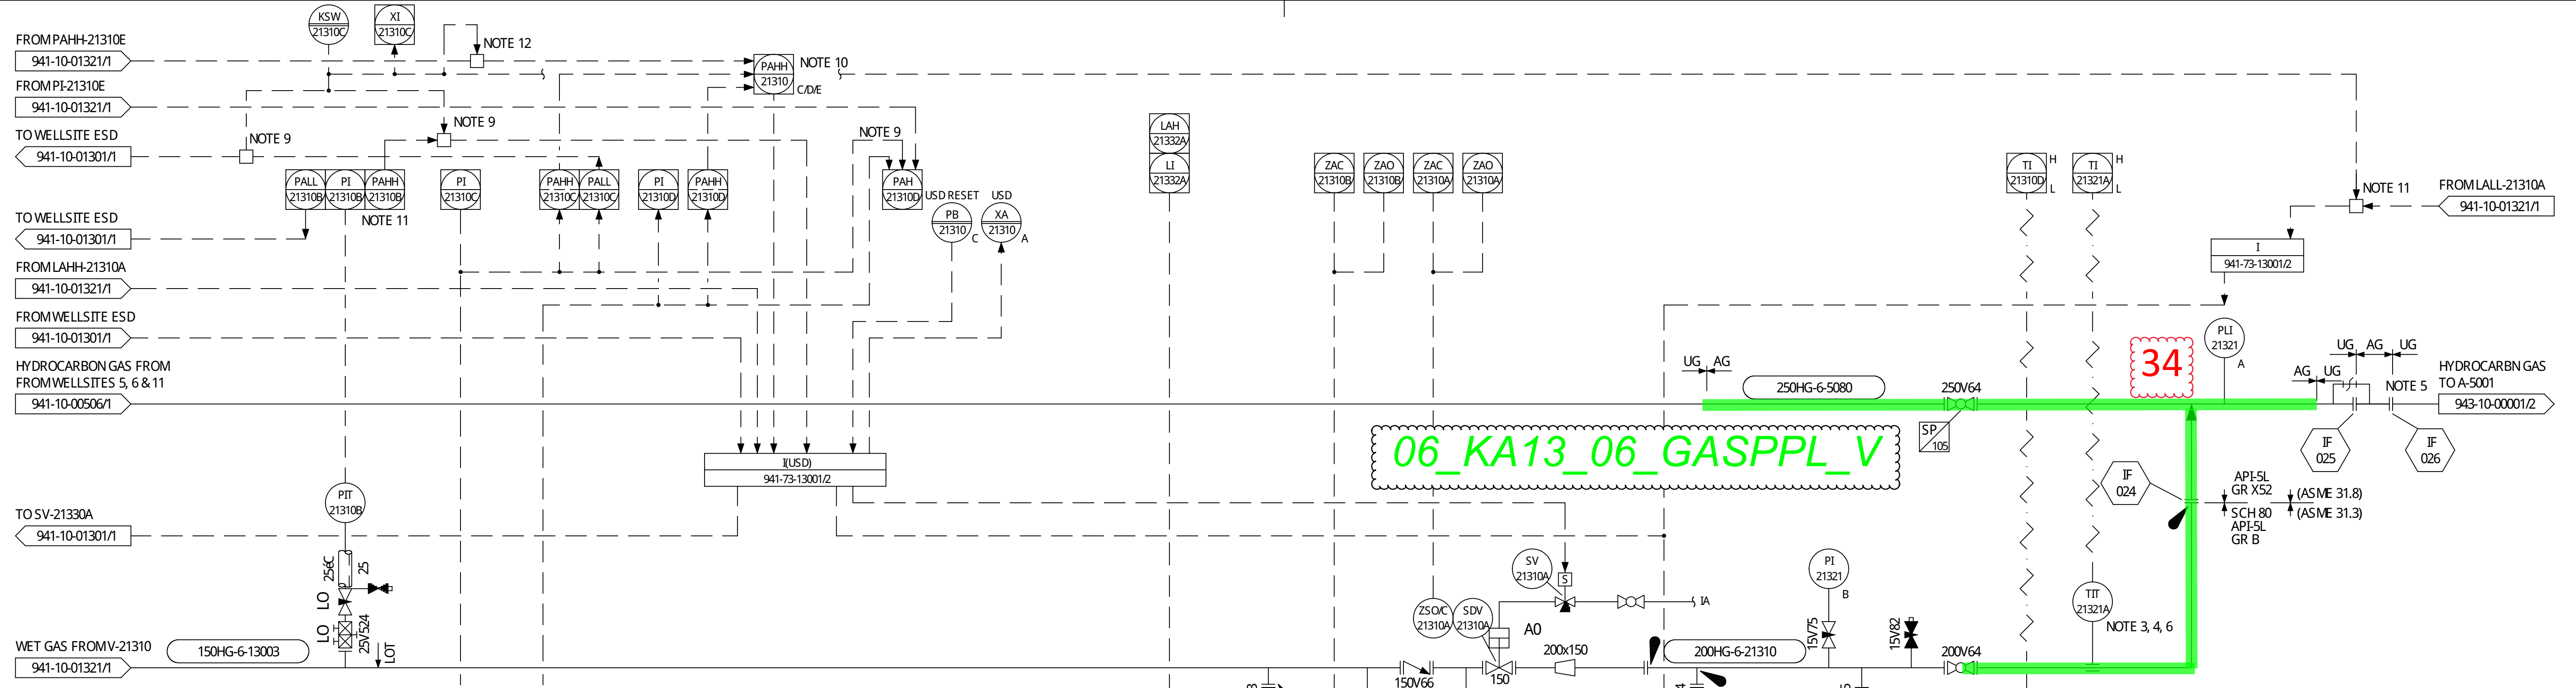 KSW
21310C
XI
21310C
NOTE 12
FROM PAHH-21310E
941-10-01321/1
PAHH
21310
C/D/E
NOTE 10
FROM PI-21310E
941-10-01321/1
TO WELLSITE ESD
941-10-01301/1
NOTE 9
NOTE 9
NOTE 9
LAH
21332A
LI
21332A
PALL
21310B
PI
21310B
PAHH
21310B
NOTE 11
PI
21310C
PAHH
21310C
PALL
21310C
PI
21310D
PAHH
21310D
PAH
21310D
USD RESET
PB
21310
C
USD
XA
21310
A
ZAC
21310B
ZAO
21310B
ZAC
21310A
ZAO
21310A
TI
21310D
H
L
TI
21321A
H
L
NOTE 11
FROM LALL-21310A
941-10-01321/1
TO WELLSITE ESD
941-10-01301/1
I
941-73-13001/2
FROM LAHH-21310A
941-10-01321/1
FROM WELLSITE ESD
941-10-01301/1
PLI
21321
A
34
UG
AG
UG
AG
UG
AG
UG
HYDROCARBON GAS FROM
FROM WELLSITES 5, 6 & 11
941-10-00506/1
250HG-6-5080
250V64
NOTE 5
HYDROCARBN GAS
TO A-5001
943-10-00001/2
SP
105
IF
025
IF
026
06_KA13_06_GASPPL_V
I(USD)
941-73-13001/2
IF
024
API-5L
GR X52
(ASME 31.8)
SCH 80
(ASME 31.3)
API-5L
GR B
PIT
21310B
TO SV-21330A
941-10-01301/1
25
LO
LO
25V524
LOT
SV
21310A
S
IA
PI
21321
B
ZSO/C
21310A
SDV
21310A
A0
TIT
21321A
NOTE 3, 4, 6
15V75
15V82
WET GAS FROM V-21310
941-10-01321/1
150HG-6-13003
200x150
200HG-6-21310
200V64
150V66
150